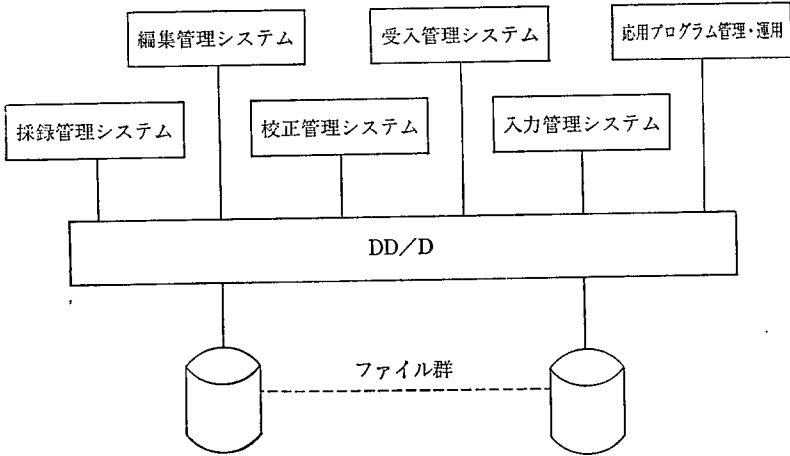 編集管理システム
受入管理システム
応用プログラム管理・運用
採録管理システム
校正管理システム
入力管理システム
DD/D
ファイル群